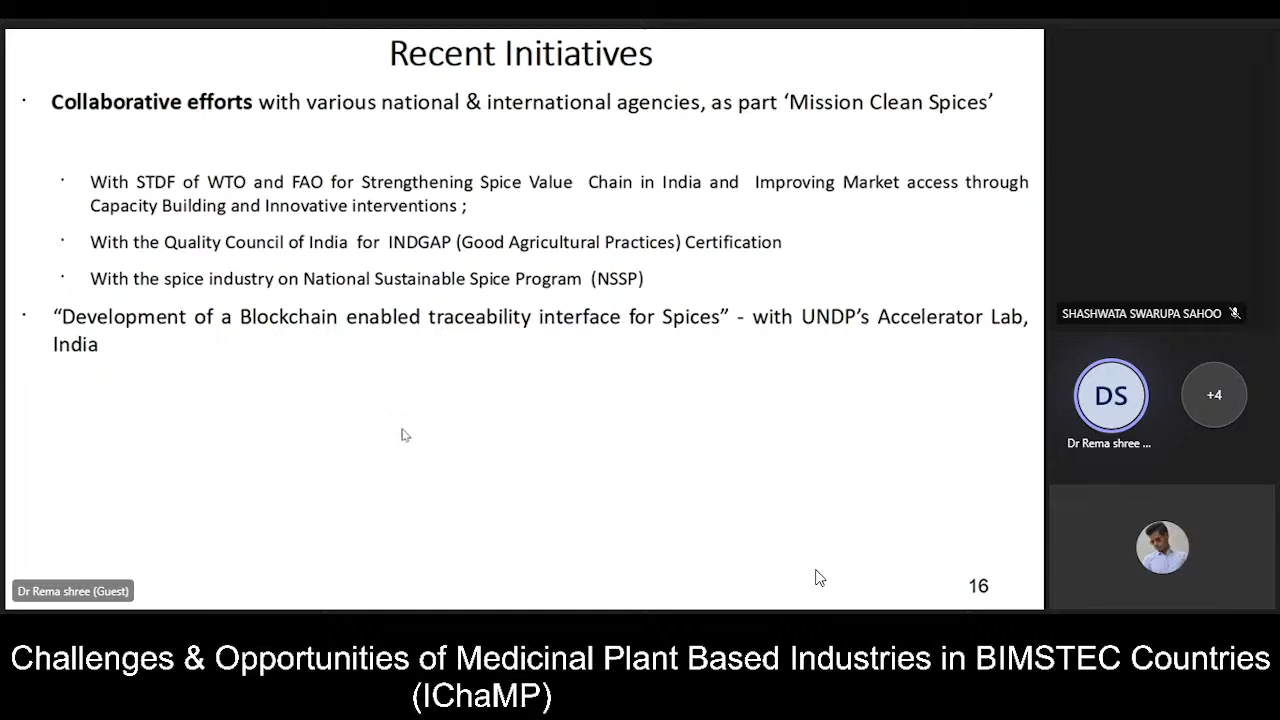 Recent Initiatives
· Collaborative efforts with various national & international agencies, as part ‘Mission Clean Spices’
· With STDF of WTO and FAO for Strengthening Spice Value Chain in India and Improving Market access through
Capacity Building and Innovative interventions ;
· With the Quality Council of India for INDGAP (Good Agricultural Practices) Certification
· With the spice industry on National Sustainable Spice Program (NSSP)
· “Development of a Blockchain enabled traceability interface for Spices” - with UNDP’s Accelerator Lab,
India
16
Dr Rema shree (Guest)
SHASHWATA SWARUPA SAHOO
DS
+4
Dr Rema shree ...
Challenges & Opportunities of Medicinal Plant Based Industries in BIMSTEC Countries
(IChaMP)